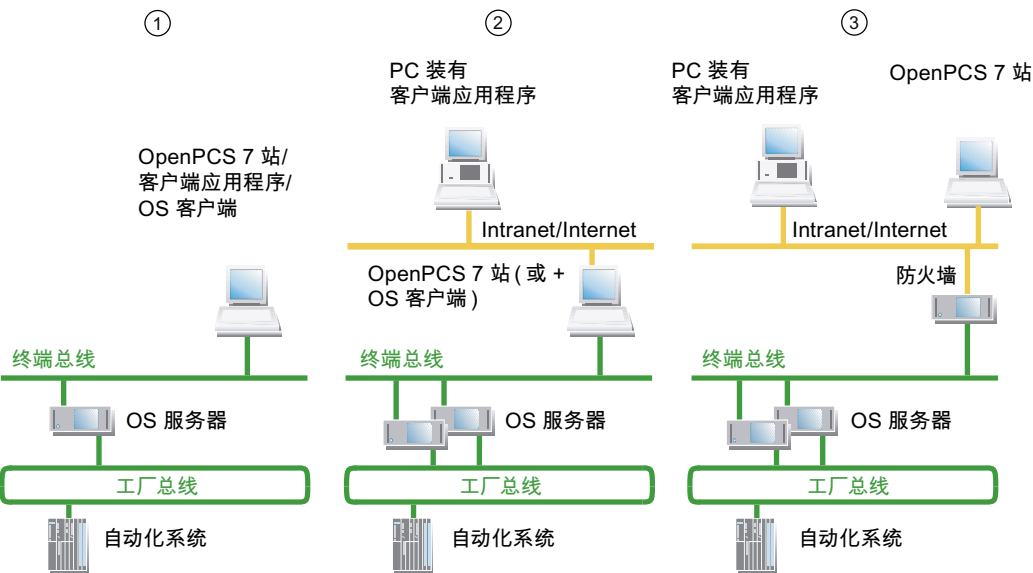 ①
OpenPCS 7 站/
客户端应用程序/
OS 客户端
终端总线
OS 服务器
工厂总线
自动化系统
②
PC 装有
客户端应用程序
Intranet/Internet
OpenPCS 7 站 ( 或 +
OS 客户端 )
终端总线
OS 服务器
工厂总线
自动化系统
③
PC 装有
客户端应用程序
OpenPCS 7 站
Intranet/Internet
防火墙
终端总线
OS 服务器
工厂总线
自动化系统